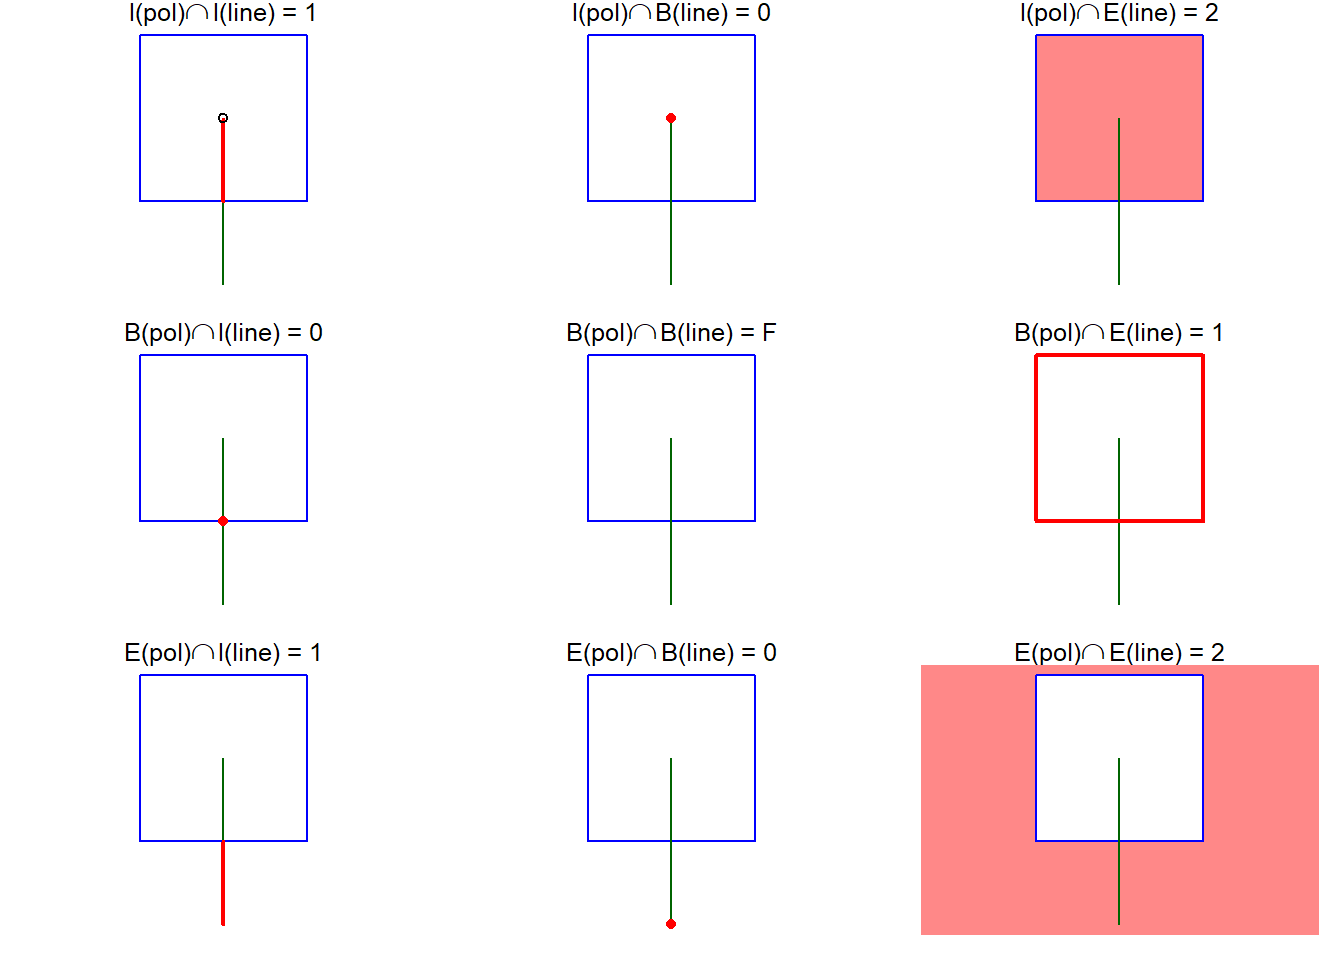 I(pol)∩I(line) = 1
I(pol)∩B(line) = 0
I(pol)∩E(line) = 2
B(pol)∩I(line) = 0
B(pol)∩B(line) = F
B(pol)∩E(line) = 1
E(pol)∩I(line) = 1
E(pol)∩B(line) = 0
E(pol)∩E(line) = 2